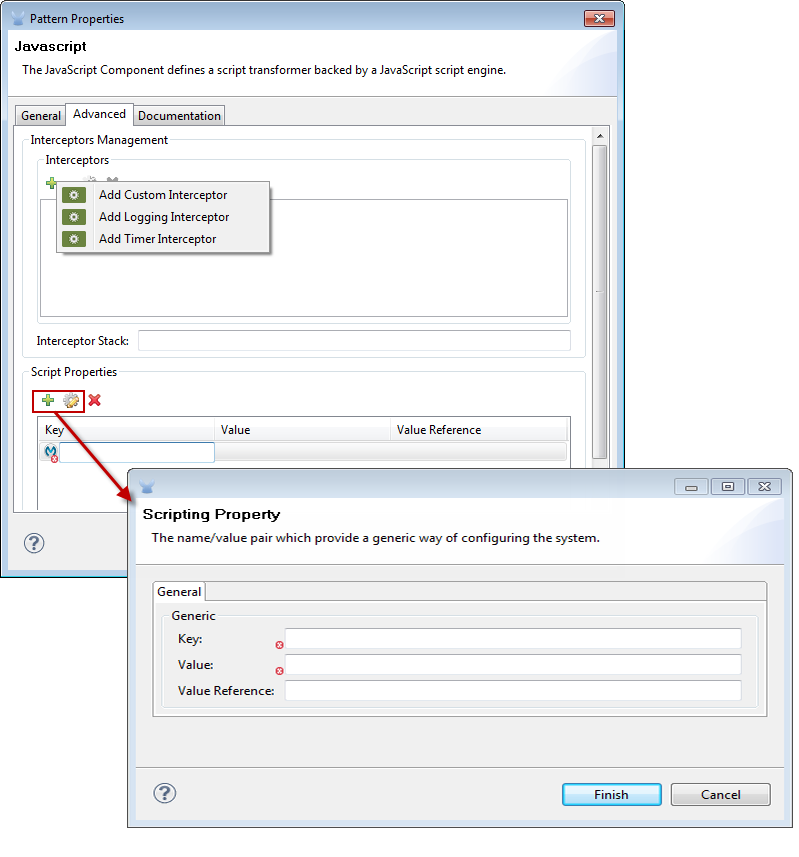 Pattern Properties
Javascript
The JavaScript Component defines a script transformer backed by a JavaScript script engine.
General Advanced Documentation
Interceptors Management
Interceptors
Add Custom Interceptor
Add Logging Interceptor
Add Timer Interceptor
Interceptor Stack:
Script Properties
Key Value Value Reference
Scripting Property
The name/value pair which provide a generic way of configuring the system.
General
Generic
Key:
Value:
Value Reference:
Finish Cancel